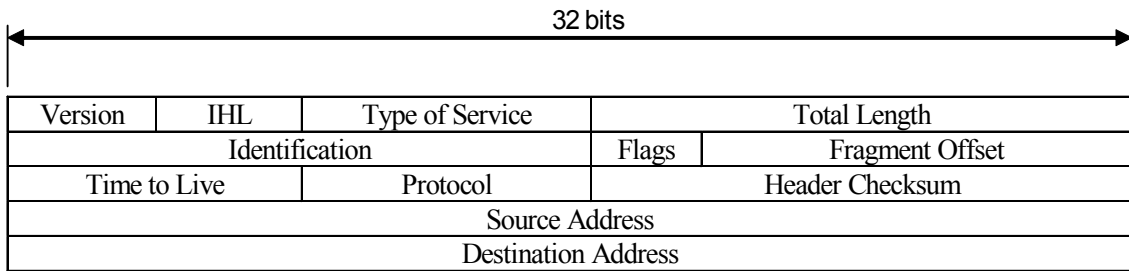 32 bits
Version IHL Type of Service Total Length
Identification Flags Fragment Offset
Time to Live Protocol Header Checksum
Source Address
Destination Address